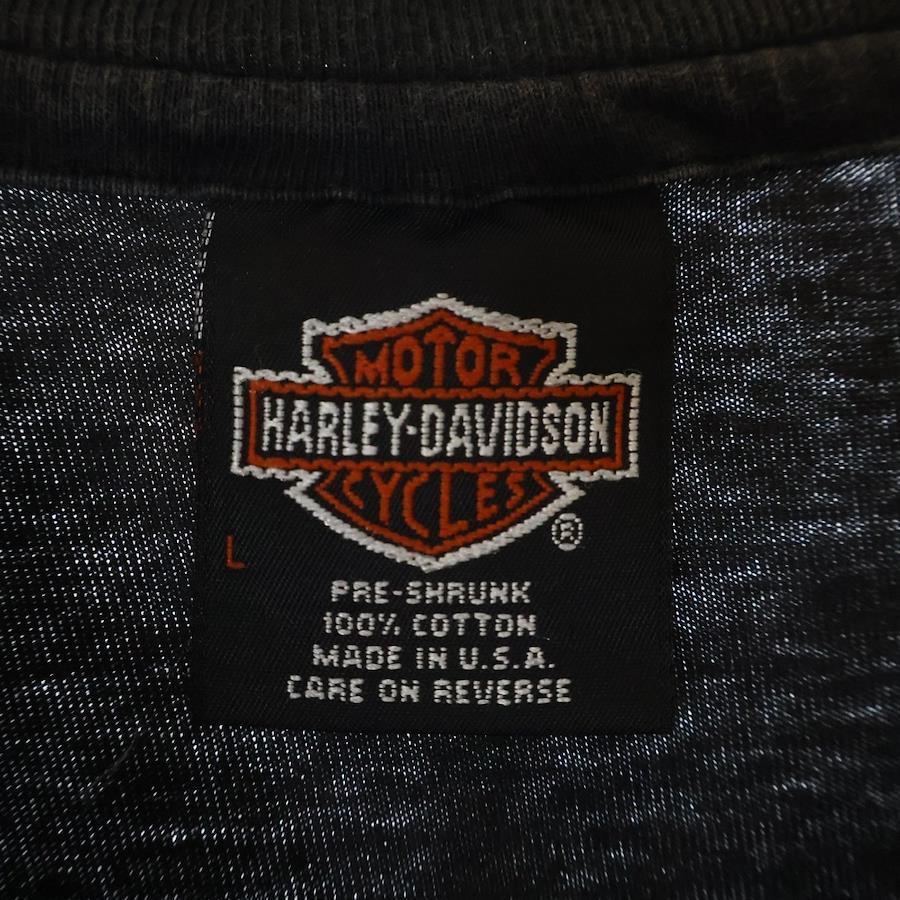 MOTOR
HARLEY-DAVIDSON
CYCLES
®
L
PRE-SHRUNK
100% COTTON
MADE IN U.S.A.
CARE ON REVERSE